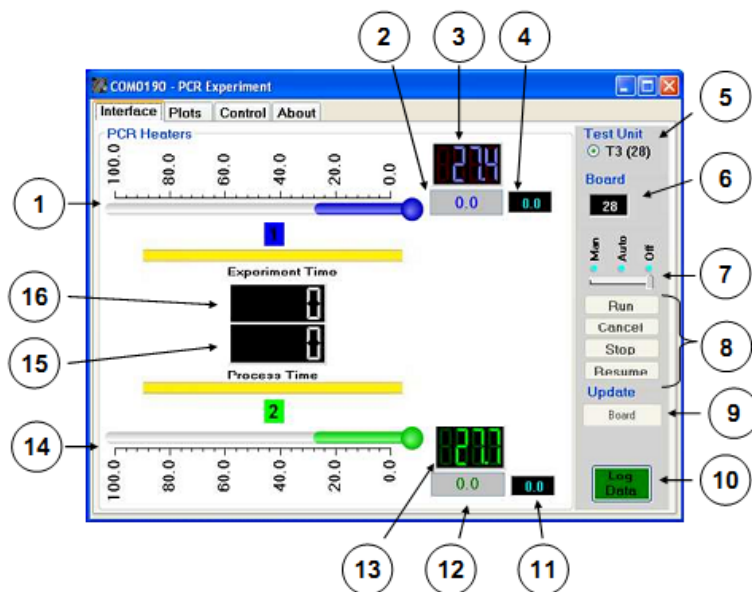 2 3 4
COM0190 - PCR Experiment
Interface Plots Control About
5
PCR Heaters
Test Unit
T3 (28)
27.4
100.0 80.0 60.0 40.0 20.0 0.0
Board
6
1
0.0 0.0
28
1
Man Auto Off
7
Experiment Time
16
0
Run
Cancel
8
15
0
Stop
Process Time
Resume
2
Update
Board
9
14
27.7
100.0 80.0 60.0 40.0 20.0 0.0
0.0 0.0
Log
Data
10
13 12 11